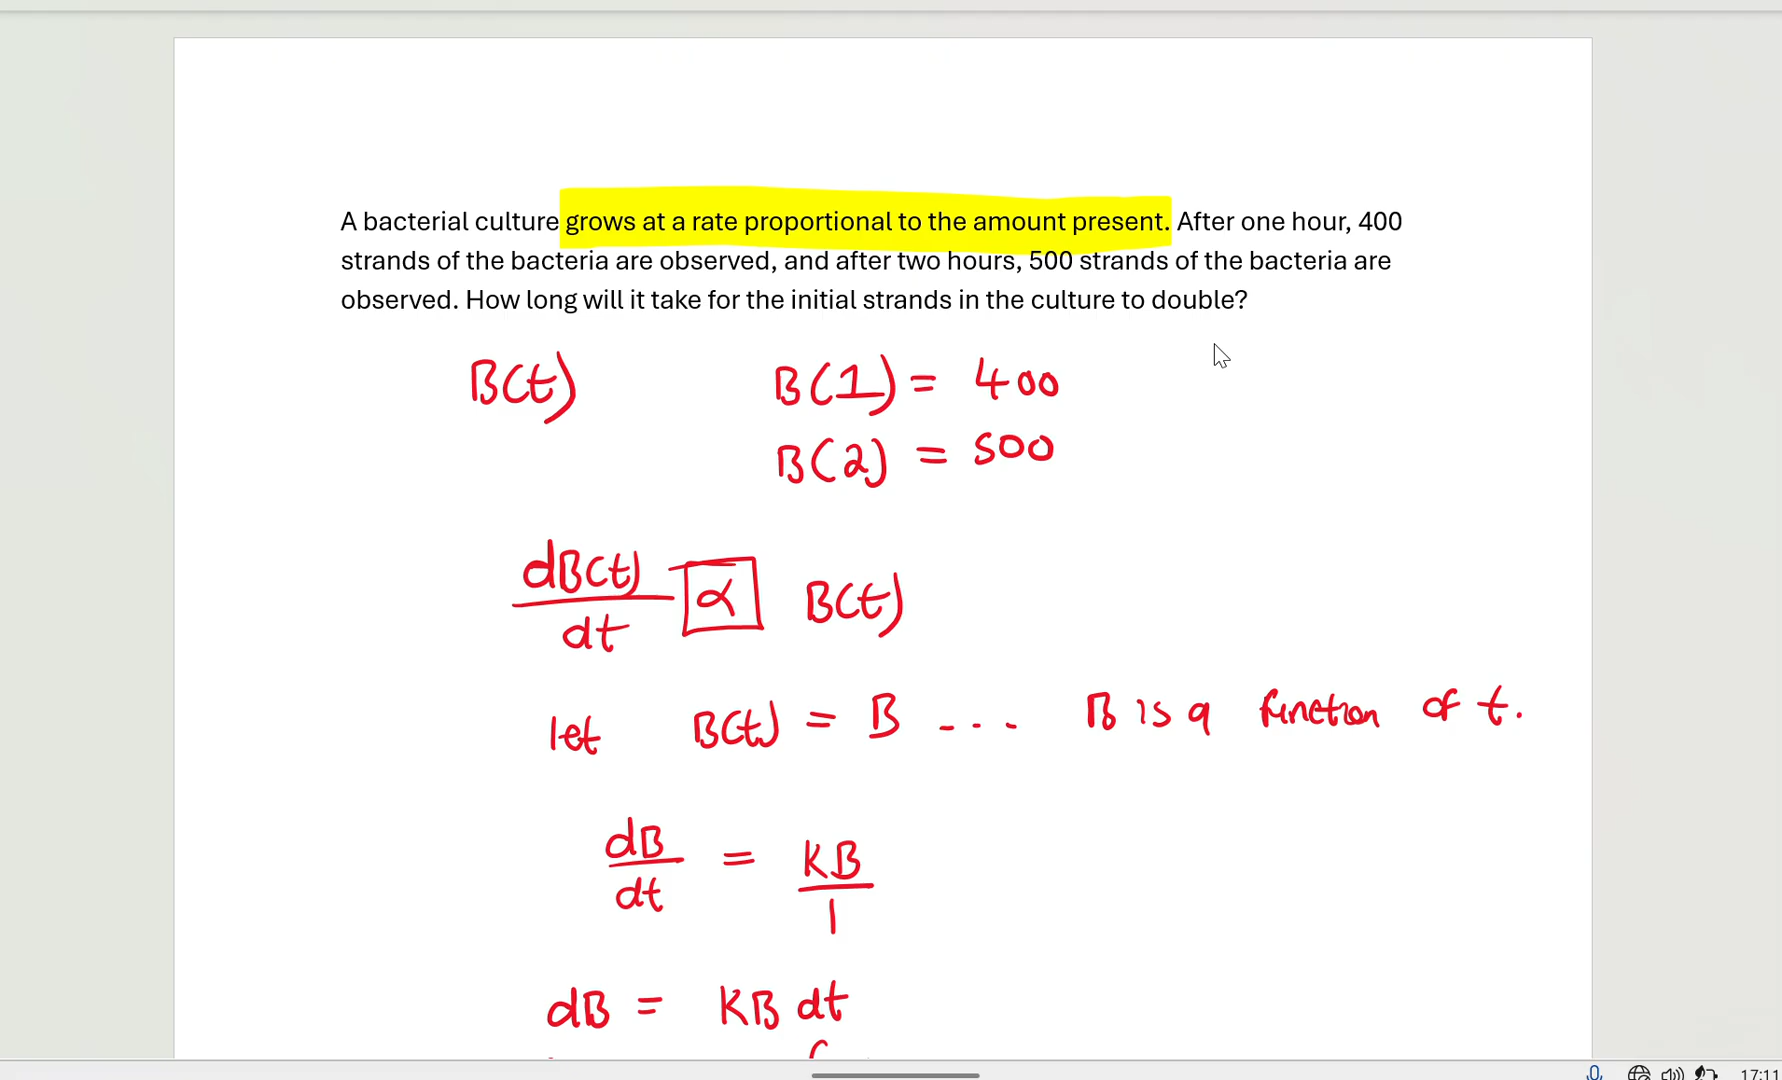 A bacterial culture grows at a rate proportional to the amount present. After one hour, 400
strands of the bacteria are observed, and after two hours, 500 strands of the bacteria are
observed. How long will it take for the initial strands in the culture to double?
B(t) B(1) = 400
B(2) = 500
dB(t)/dt α B(t)
let B(t) = B ... B is a function of t.
dB/dt = KB/1
dB = KB dt
17:11